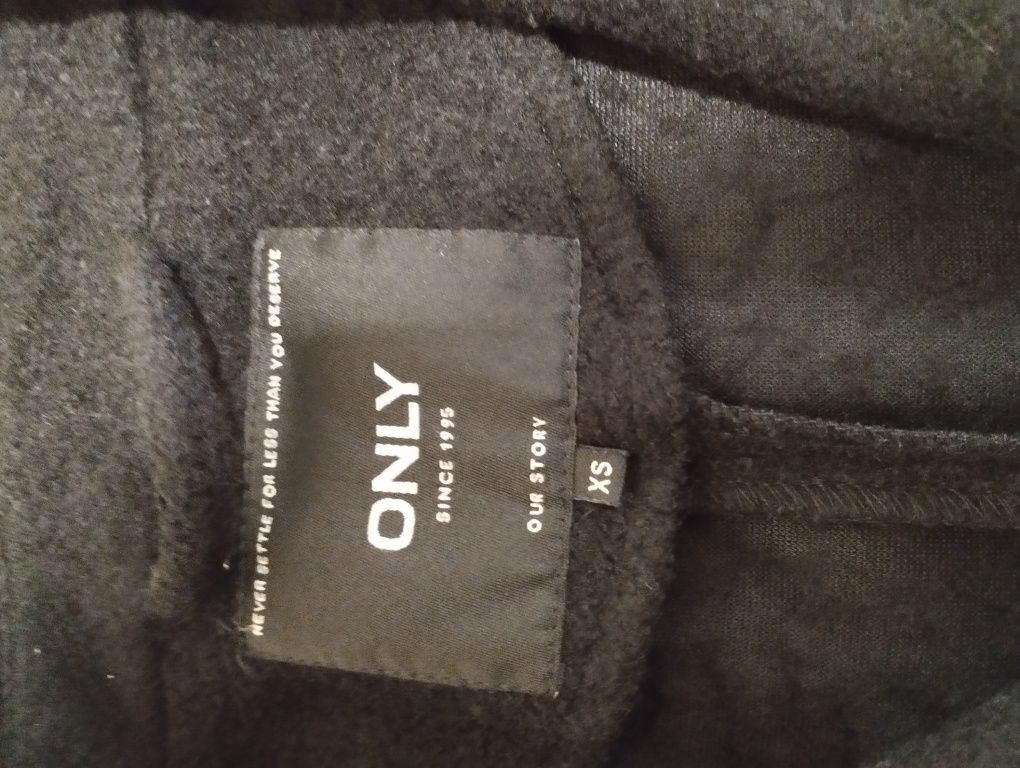 NEVER SETTLE FOR LESS THAN YOU DESERVE
ONLY
SINCE 1995
OUR STORY
XS